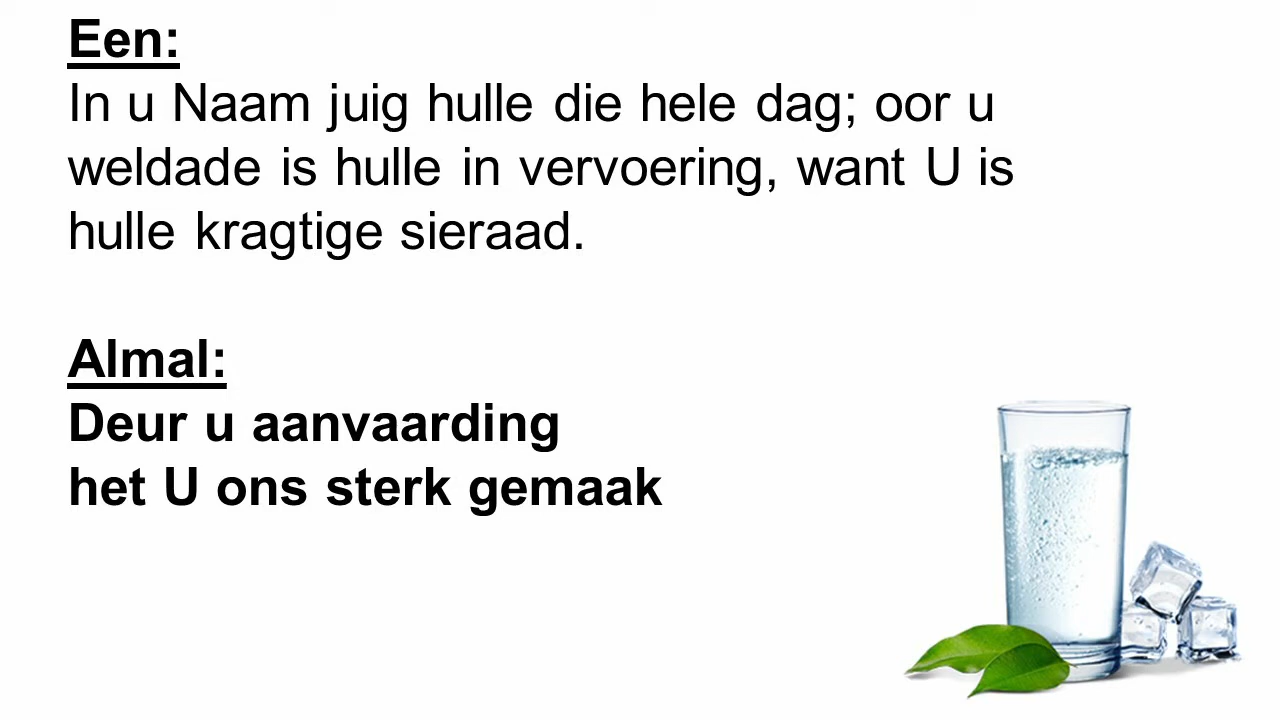 Een:
In u Naam juig hulle die hele dag; oor u
weldade is hulle in vervoering, want U is
hulle kragtige sieraad.
Almal:
Deur u aanvaarding
het U ons sterk gemaak